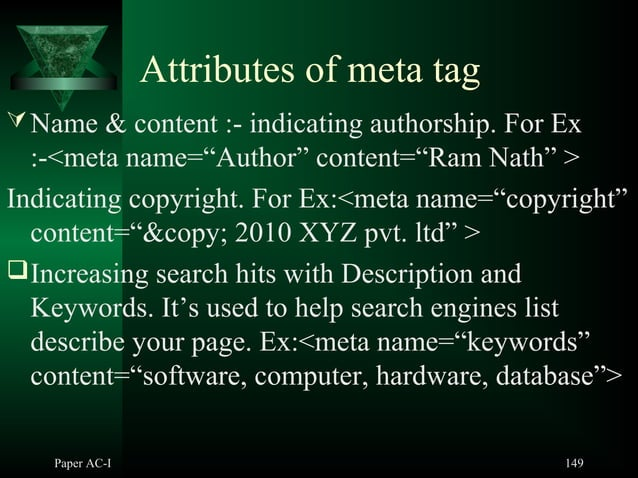 Attributes of meta tag
Name & content :- indicating authorship. For Ex
:-<meta name=“Author” content=“Ram Nath” >
Indicating copyright. For Ex:<meta name=“copyright”
content=“&copy; 2010 XYZ pvt. ltd” >
Increasing search hits with Description and
Keywords. It’s used to help search engines list
describe your page. Ex:<meta name=“keywords”
content=“software, computer, hardware, database”>
Paper AC-I
149